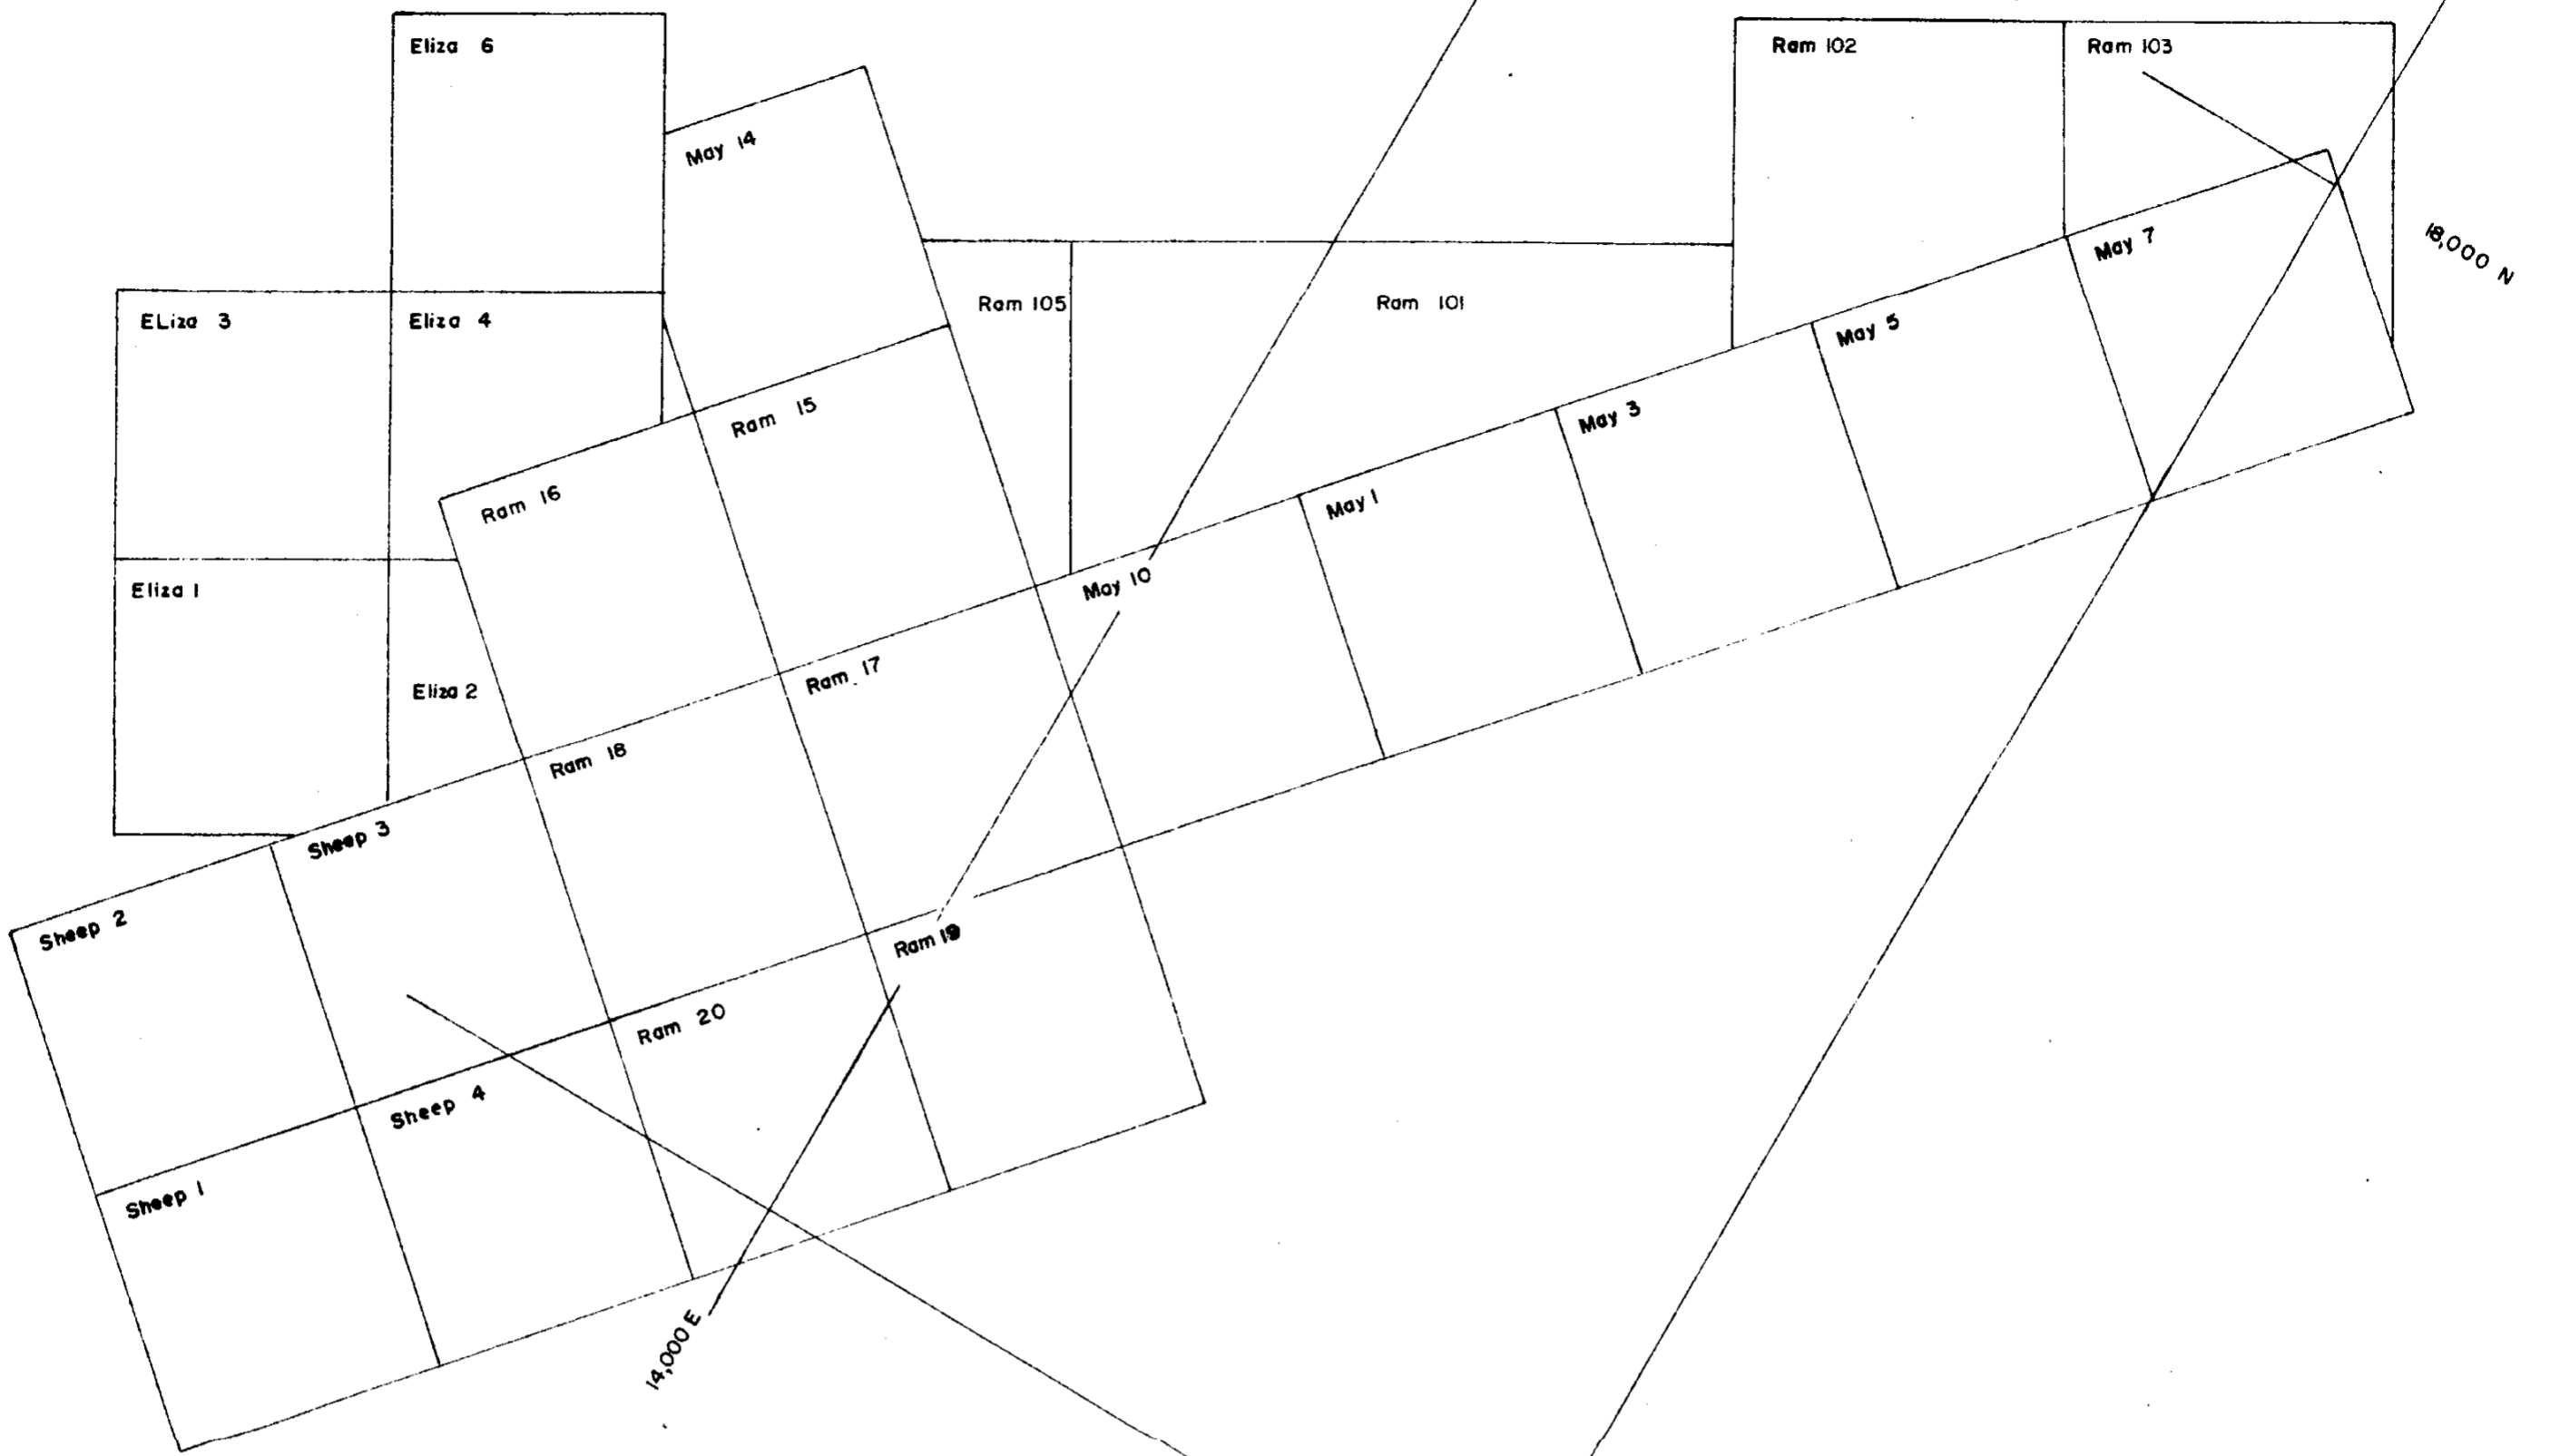 Eliza 6
Ram 102
Ram 103
May 14
18,000 N
May 7
Ram 105
Ram 101
ELiza 3
Eliza 4
May 5
Ram 15
May 3
Ram 16
May 1
May 10
Eliza 1
Ram 17
Eliza 2
Ram 18
Sheep 3
Sheep 2
Ram 19
Ram 20
Sheep 4
Sheep 1
14,000 E